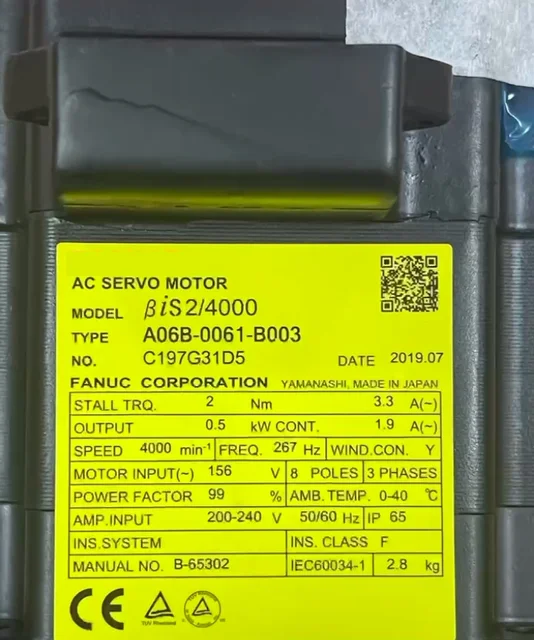 AC SERVO MOTOR
MODEL βiS2/4000
TYPE A06B-0061-B003
NO. C197G31D5 DATE 2019.07
FANUC CORPORATION YAMANASHI, MADE IN JAPAN
STALL TRQ. 2 Nm 3.3 A(~)
OUTPUT 0.5 kW CONT. 1.9 A(~)
SPEED 4000 min⁻¹ FREQ. 267 Hz WIND.CON. Y
MOTOR INPUT(~) 156 V 8 POLES 3 PHASES
POWER FACTOR 99 % AMB.TEMP. 0-40 ℃
AMP.INPUT 200-240 V 50/60 Hz IP 65
INS.SYSTEM INS. CLASS F
MANUAL NO. B-65302 IEC60034-1 2.8 kg
CE